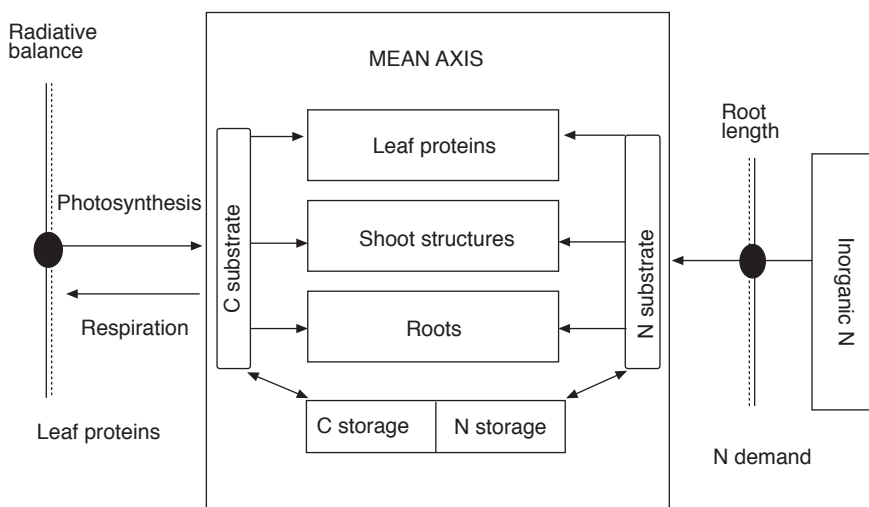 Radiative
balance
MEAN AXIS
Leaf proteins
Root
length
Photosynthesis
C substrate
Shoot structures
N substrate
Inorganic N
Respiration
Roots
C storage
N storage
Leaf proteins
N demand